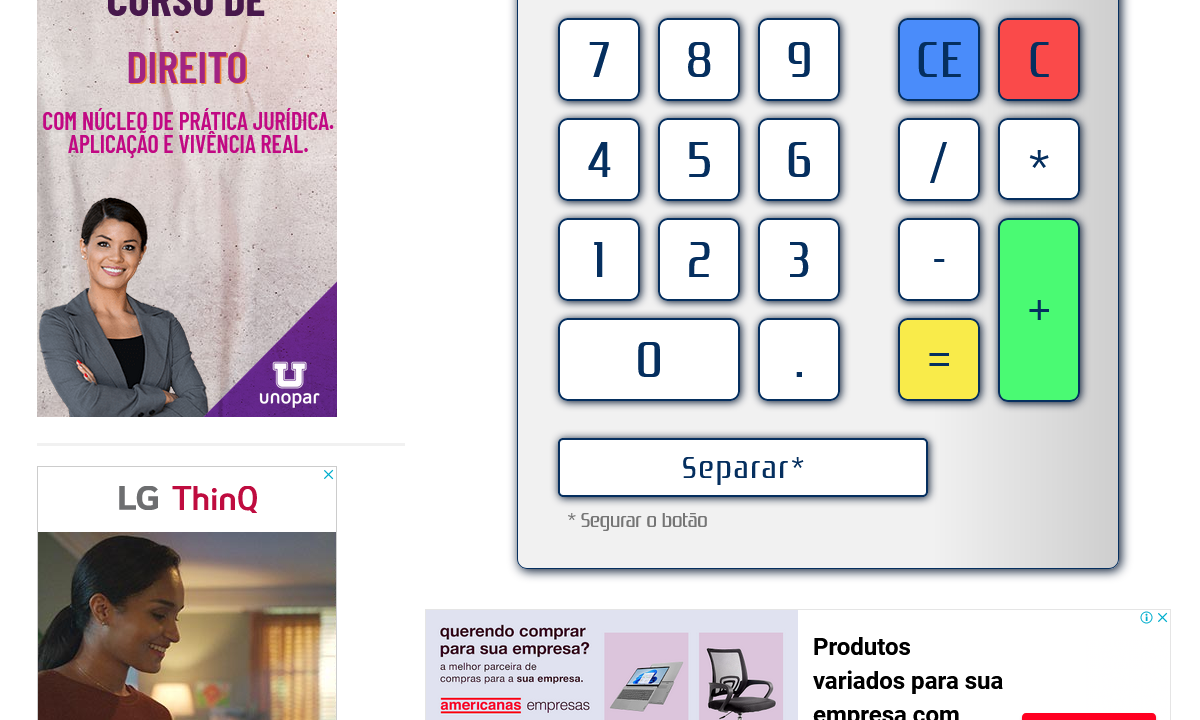 CURSO DE
DIREITO
COM NÚCLEO DE PRÁTICA JURÍDICA.
APLICAÇÃO E VIVÊNCIA REAL.
unopar
LG ThinQ
7 8 9 CE C
4 5 6 / *
1 2 3 - +
0 . =
Separar*
* Segurar o botão
querendo comprar
para sua empresa?
a melhor parceira de
compras para a sua empresa.
americanas empresas
Produtos
variados para sua
empresa com